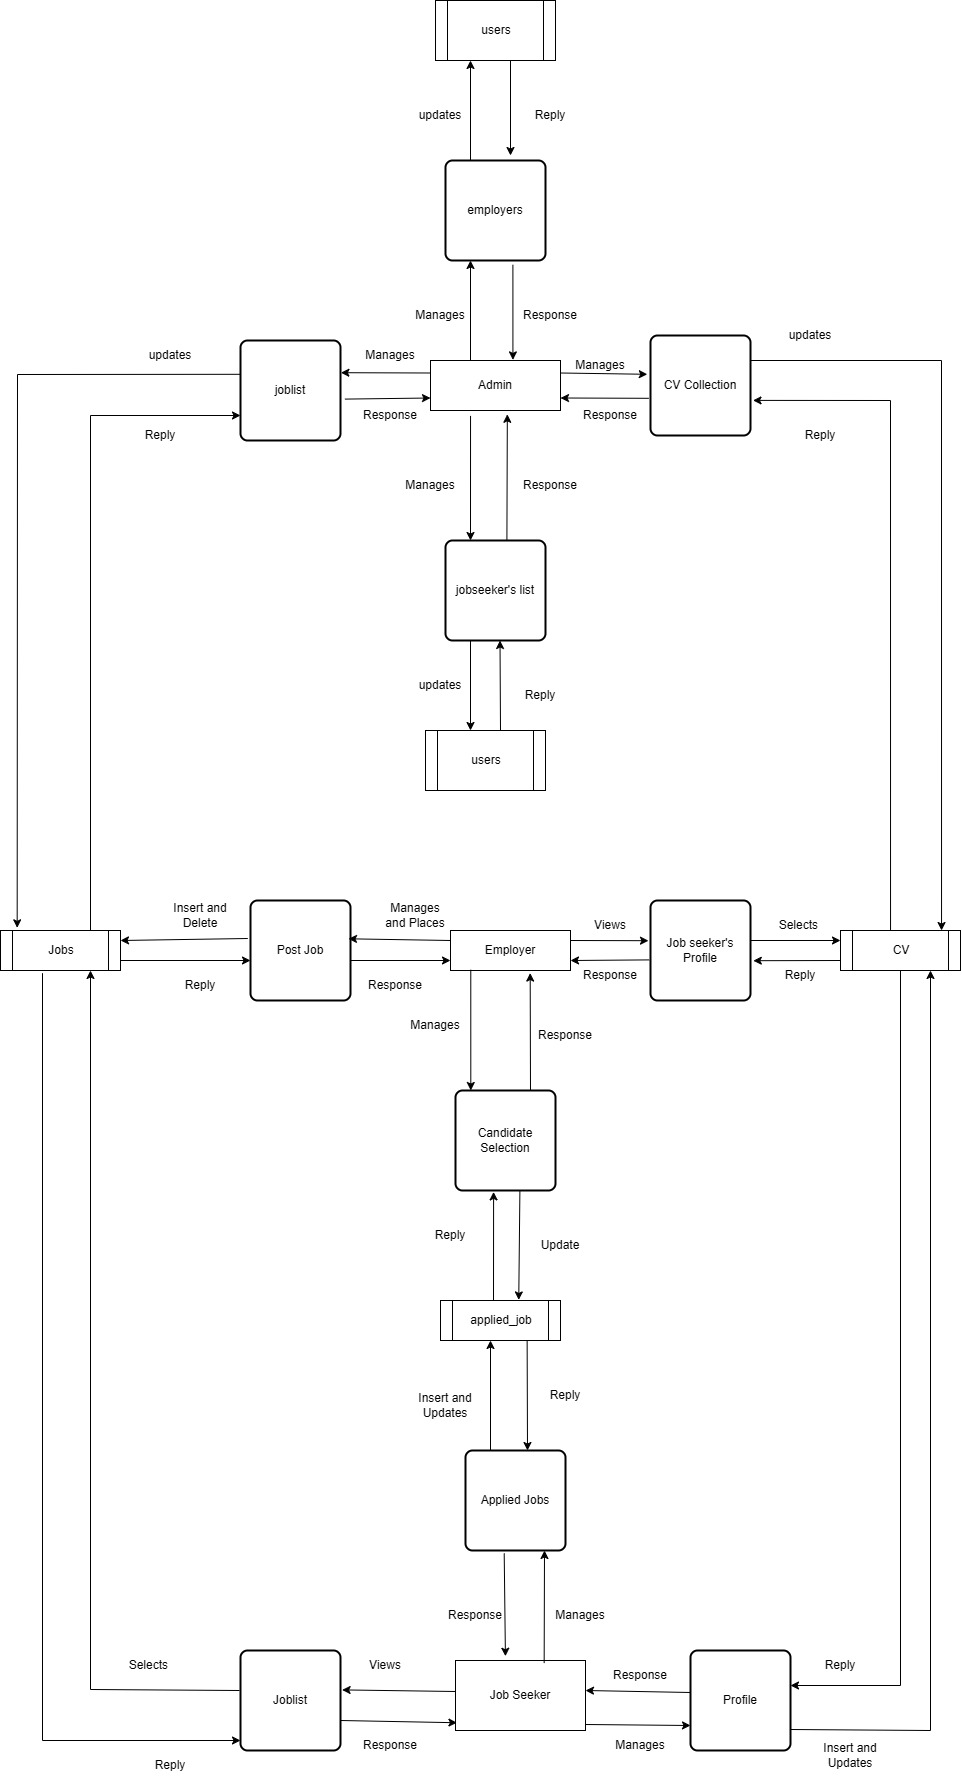 users
updates
Reply
employers
Manages
Response
updates
Manages
Manages
updates
joblist
Admin
CV Collection
Reply
Response
Response
Reply
Manages
Response
jobseeker's list
updates
Reply
users
Insert and
Delete
Manages
and Places
Views
Selects
Jobs
Post Job
Employer
Job seeker's
Profile
CV
Reply
Response
Response
Reply
Manages
Response
Candidate
Selection
Reply
Update
applied_job
Insert and
Updates
Reply
Applied Jobs
Response
Manages
Selects
Views
Response
Reply
Joblist
Job Seeker
Profile
Reply
Response
Manages
Insert and
Updates